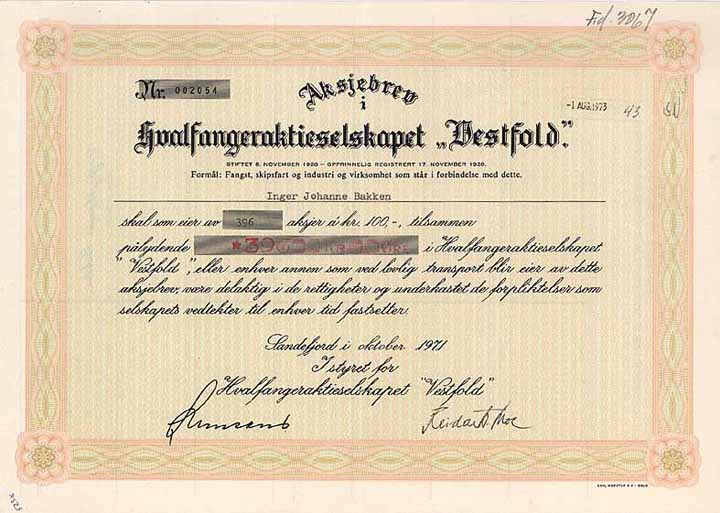 Fid. 3067
Nr. 002054
Aksjebrev
i
-1 AUG. 1973
43
Hvalfangeraktieselskapet „Vestfold".
STIFTET 8. NOVEMBER 1920 – OPPRINNELIG REGISTRERT 17. NOVEMBER 1920.
Formål: Fangst, skipsfart og industri og virksomhet som står i forbindelse med dette.
Inger Johanne Bakken
skal som eier av 396 aksjer à kr. 100,-, tilsammen
pålydende i Hvalfangeraktieselskapet
"Vestfold", eller enhver annen som ved lovlig transport blir eier av dette
aksjebrev, være delaktig i de rettigheter og underkastet de forpliktelser som
selskapets vedtekter til enhver tid fastsetter.
Sandefjord i oktober 1971
I styret for
Hvalfangeraktieselskapet "Vestfold"
Reidar A. Moe